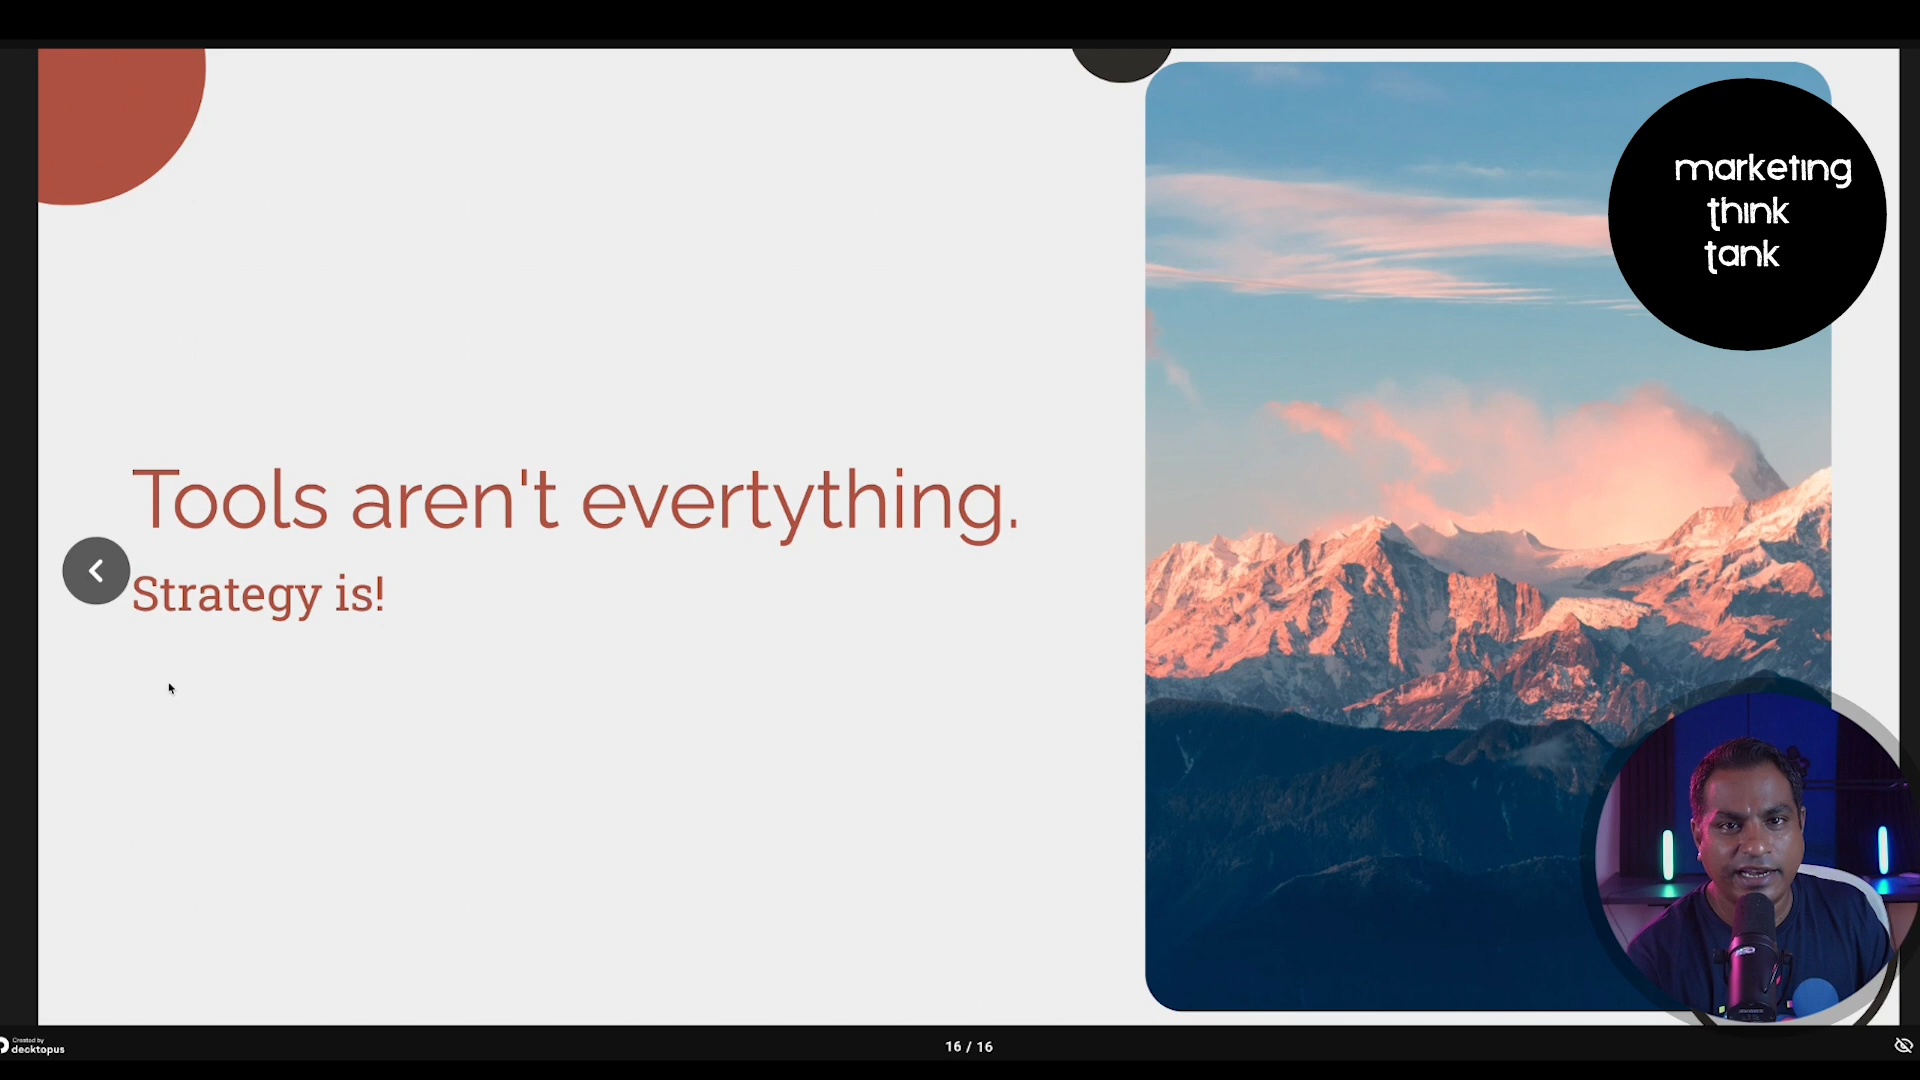 marketing
think
tank
Tools aren't evertything.
Strategy is!
Created by
decktopus
16 / 16